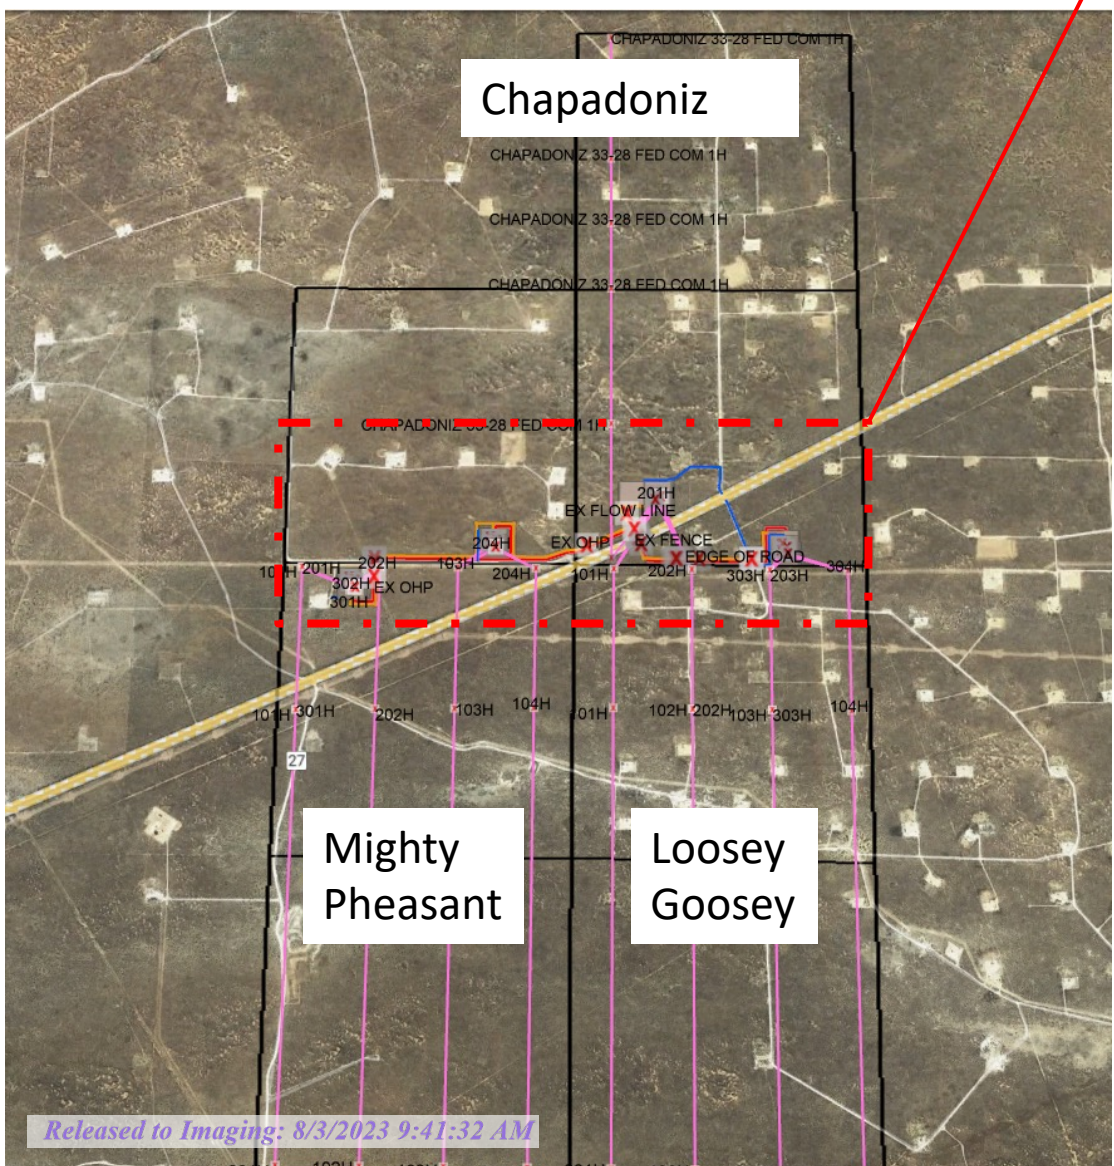 CHAPADONIZ 33-28 FED COM 1H
Chapadoniz
CHAPADONIZ 33-28 FED COM 1H
CHAPADONIZ 33-28 FED COM 1H
CHAPADONIZ 33-28 FED COM 1H
CHAPADONIZ 33-28 FED COM 1H
201H
EX FLOW LINE
204H
EX OHP
EX FENCE
202H
EDGE OF ROAD
201H
103H
204H
101H
202H
303H
203H
304H
302H
EX OHP
301H
101H
301H
202H
103H
104H
101H
102H
202H
103H
303H
104H
27
Mighty
Pheasant
Loosey
Goosey
Released to Imaging: 8/3/2023 9:41:32 AM